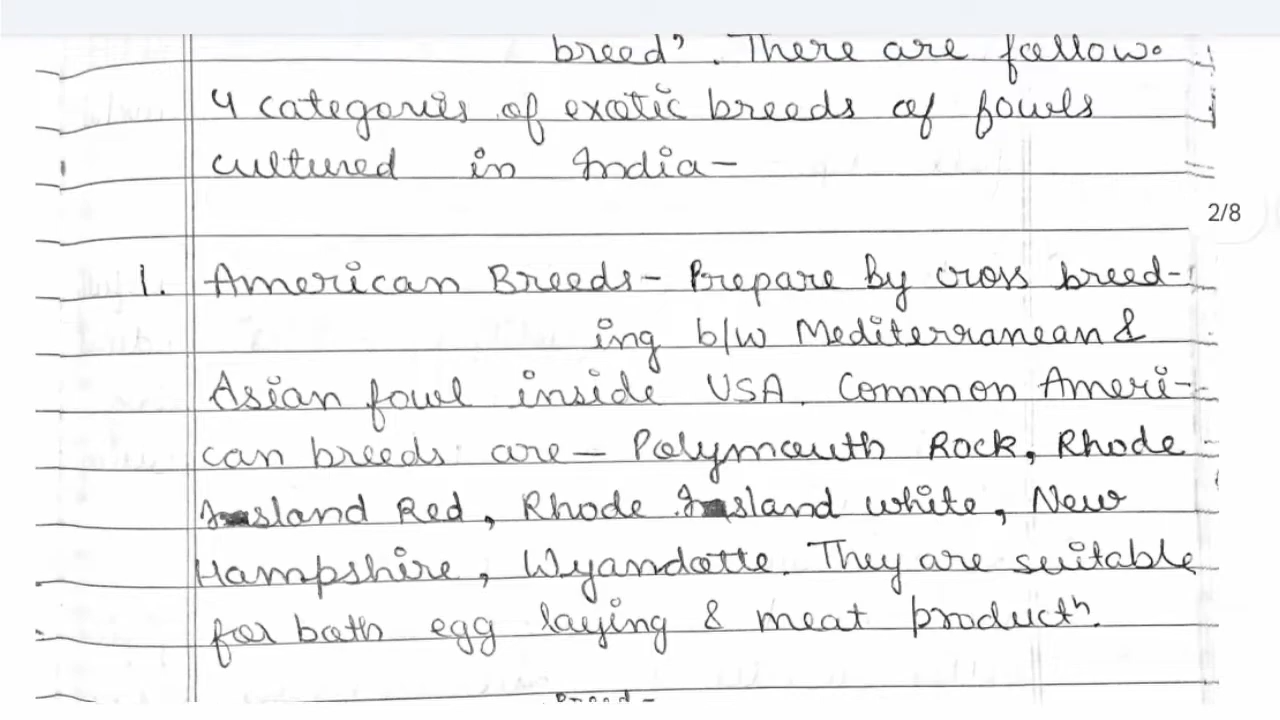 breed". There are follow.
4 categories of exotic breeds of fowls
cultured in India-
2/8
1. American Breeds- Prepare by cross breed-
ing b/w Mediterranean &
Asian fowl inside USA. Common Ameri-
can breeds are - Polymouth Rock, Rhode
Island Red, Rhode Island white, New
Hampshire, Wyandotte. They are suitable
for both egg laying & meat productn.